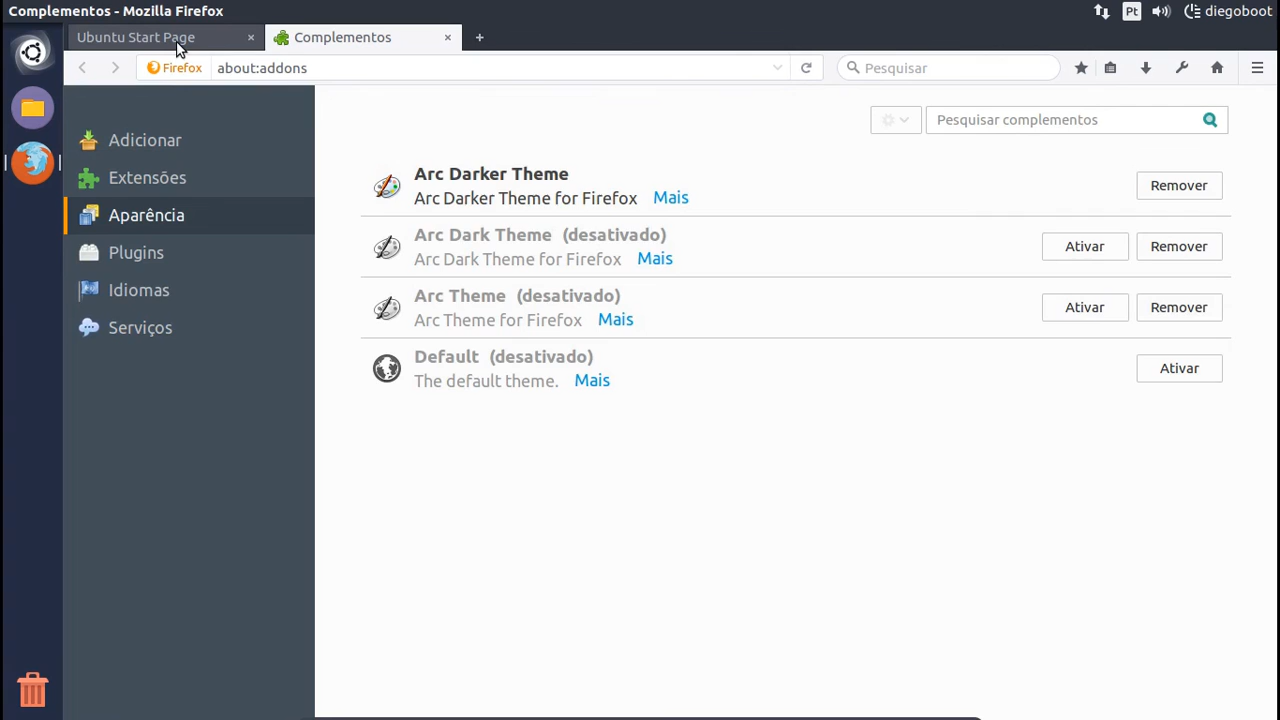 Complementos - Mozilla Firefox
Pt
diegoboot
Ubuntu Start Page
Complementos
Firefox
about:addons
Pesquisar
Adicionar
Extensões
Aparência
Plugins
Idiomas
Serviços
Pesquisar complementos
Arc Darker Theme
Arc Darker Theme for Firefox Mais
Remover
Arc Dark Theme (desativado)
Arc Dark Theme for Firefox Mais
Ativar
Remover
Arc Theme (desativado)
Arc Theme for Firefox Mais
Ativar
Remover
Default (desativado)
The default theme. Mais
Ativar